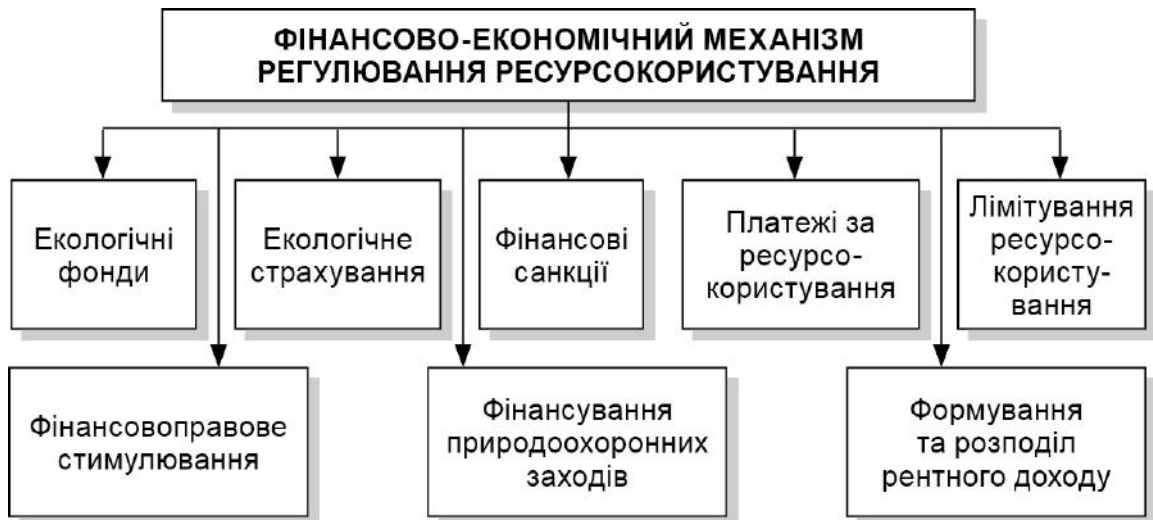 ФІНАНСОВО-ЕКОНОМІЧНИЙ МЕХАНІЗМ
РЕГУЛЮВАННЯ РЕСУРСОКОРИСТУВАННЯ
Екологічні
фонди
Екологічне
страхування
Фінансові
санкції
Платежі за
ресурсо-
користування
Лімітування
ресурсо-
користу-
вання
Фінансовоправове
стимулювання
Фінансування
природоохоронних
заходів
Формування
та розподіл
рентного доходу